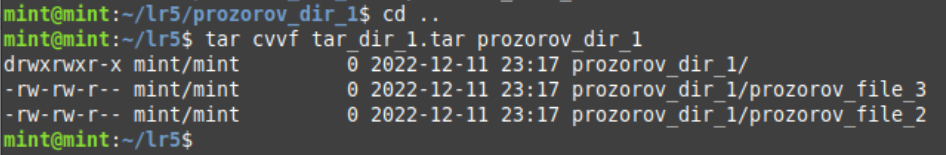 mint@mint:~/lr5/prozorov_dir_1$ cd ..
mint@mint:~/lr5$ tar cvvf tar_dir_1.tar prozorov_dir_1
drwxrwxr-x mint/mint         0 2022-12-11 23:17 prozorov_dir_1/
-rw-rw-r-- mint/mint         0 2022-12-11 23:17 prozorov_dir_1/prozorov_file_3
-rw-rw-r-- mint/mint         0 2022-12-11 23:17 prozorov_dir_1/prozorov_file_2
mint@mint:~/lr5$